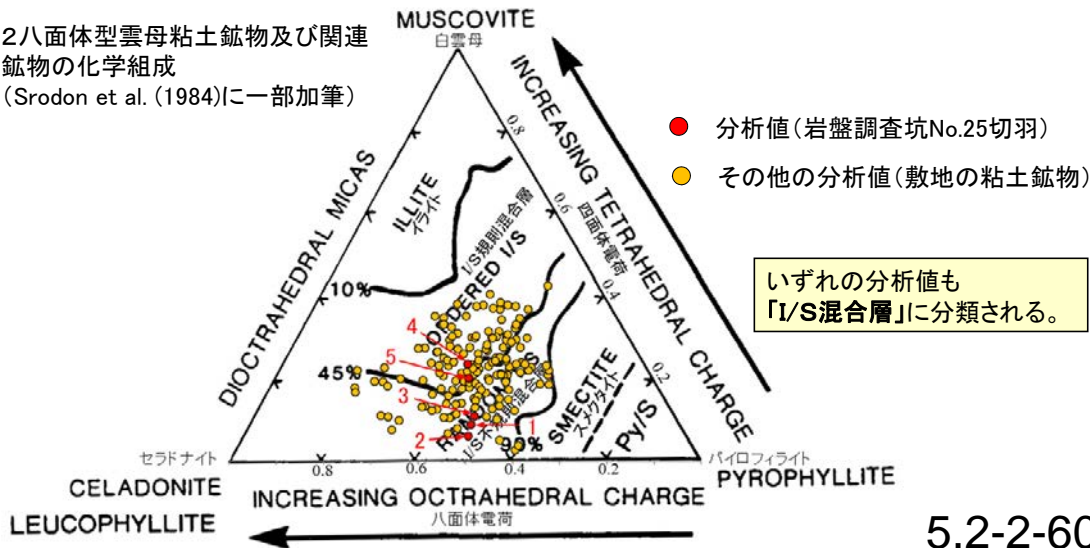 2八面体型雲母粘土鉱物及び関連
鉱物の化学組成
(Srodon et al. (1984)に一部加筆)
MUSCOVITE
白雲母
INCREASING TETRAHEDRAL CHARGE
四面体電荷
DIOCTRAHEDRAL MICAS
0.8
0.6
0.4
0.2
ILLITE
イライト
I/S規則混合層
ORDERED I/S
10%
45%
90%
4
5
3
2
1
I/S不規則混合層
SMECTITE
スメクタイト
Py/S
分析値(岩盤調査坑No.25切羽)
その他の分析値(敷地の粘土鉱物)
いずれの分析値も
「I/S混合層」に分類される。
セラドナイト
CELADONITE
LEUCOPHYLLITE
0.8
0.6
0.4
0.2
パイロフィライト
PYROPHYLLITE
INCREASING OCTRAHEDRAL CHARGE
八面体電荷
5.2-2-60